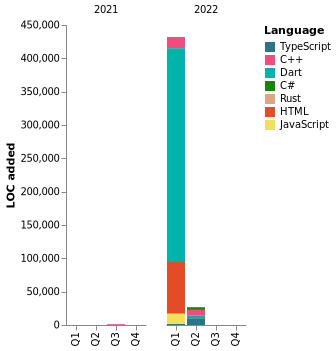 2021
2022
450,000
400,000
350,000
300,000
250,000
200,000
150,000
100,000
50,000
0
LOC added
Q1
Q2
Q3
Q4
Q1
Q2
Q3
Q4
Language
TypeScript
C++
Dart
C#
Rust
HTML
JavaScript